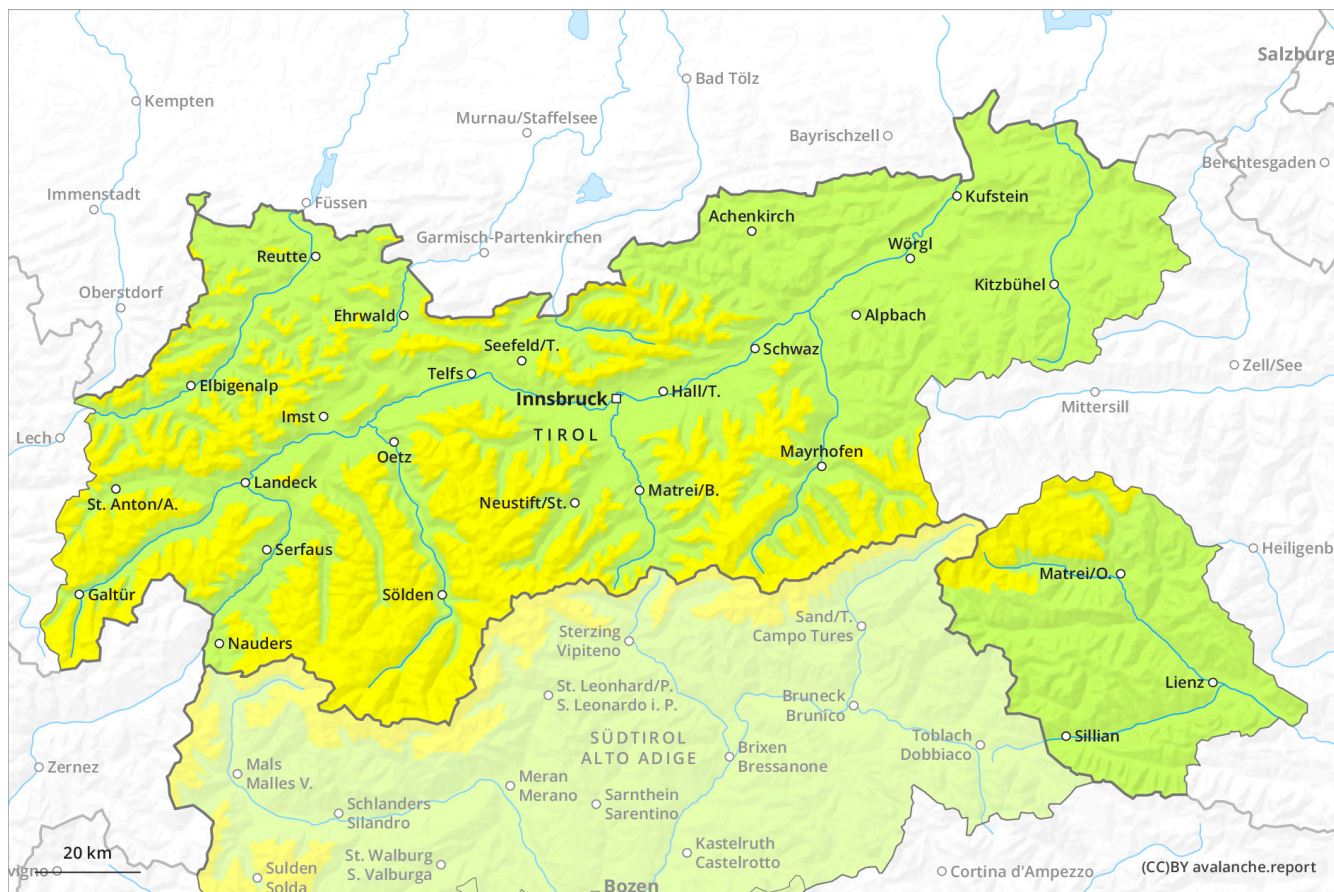 Salzburg
Bad Tölz
Kempten
Murnau/Staffelsee
Bayrischzell
Berchtesgaden
Immenstadt
Füssen
Kufstein
Achenkirch
Garmisch-Partenkirchen
Wörgl
Reutte
Kitzbühel
Oberstdorf
Ehrwald
Alpbach
Seefeld/T.
Schwaz
Zell/See
Telfs
Elbigenalp
Innsbruck
Hall/T.
Mittersill
Imst
TIROL
Lech
Oetz
Mayrhofen
Landeck
Matrei/B.
St. Anton/A.
Neustift/St.
Serfaus
Heiligenb
Matrei/O.
Galtür
Sölden
Sand/T.
Campo Tures
Sterzing
Vipiteno
Nauders
Lienz
St. Leonhard/P.
S. Leonardo i. P.
Bruneck
Brunico
Sillian
SÜDTIROL
ALTO ADIGE
Toblach
Dobbiaco
Brixen
Bressanone
Zernez
Mals
Malles V.
Meran
Merano
Sarnthein
Sarentino
Schlanders
Silandro
Kastelruth
Castelrotto
20 km
St. Walburg
S. Valburga
vigno
Sulden
Solda
Cortina d'Ampezzo
(CC)BY avalanche.report
Bozen